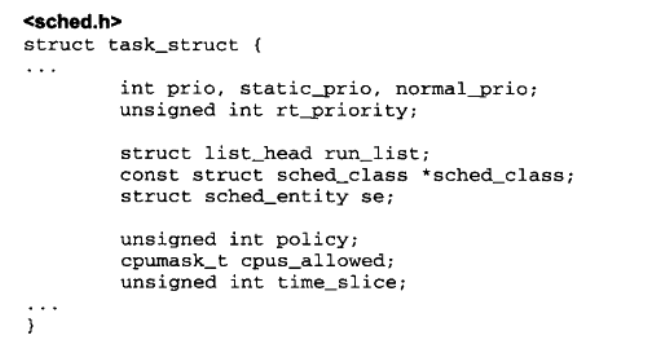 <sched.h>
struct task_struct {
...
int prio, static_prio, normal_prio;
unsigned int rt_priority;
struct list_head run_list;
const struct sched_class *sched_class;
struct sched_entity se;
unsigned int policy;
cpumask_t cpus_allowed;
unsigned int time_slice;
...
}